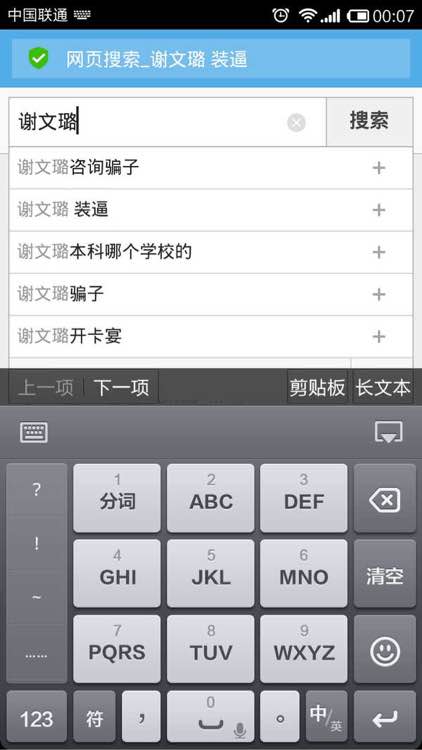 中国联通 00:07
网页搜索_谢文璐 装逼
谢文璐 搜索
谢文璐咨询骗子
谢文璐 装逼
谢文璐本科哪个学校的
谢文璐骗子
谢文璐开卡宴
上一项 下一项 剪贴板 长文本
? 1 2 3
分词 ABC DEF
! 4 5 6
GHI JKL MNO 清空
~ 7 8 9
…… PQRS TUV WXYZ
123 符 , 0 。 中/英